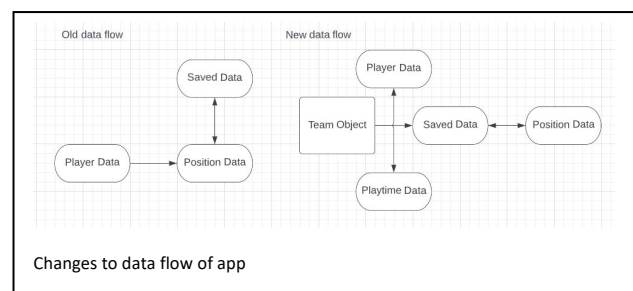 Old data flow
New data flow
Player Data
Saved Data
Team Object
Saved Data
Position Data
Player Data
Position Data
Playtime Data
Changes to data flow of app